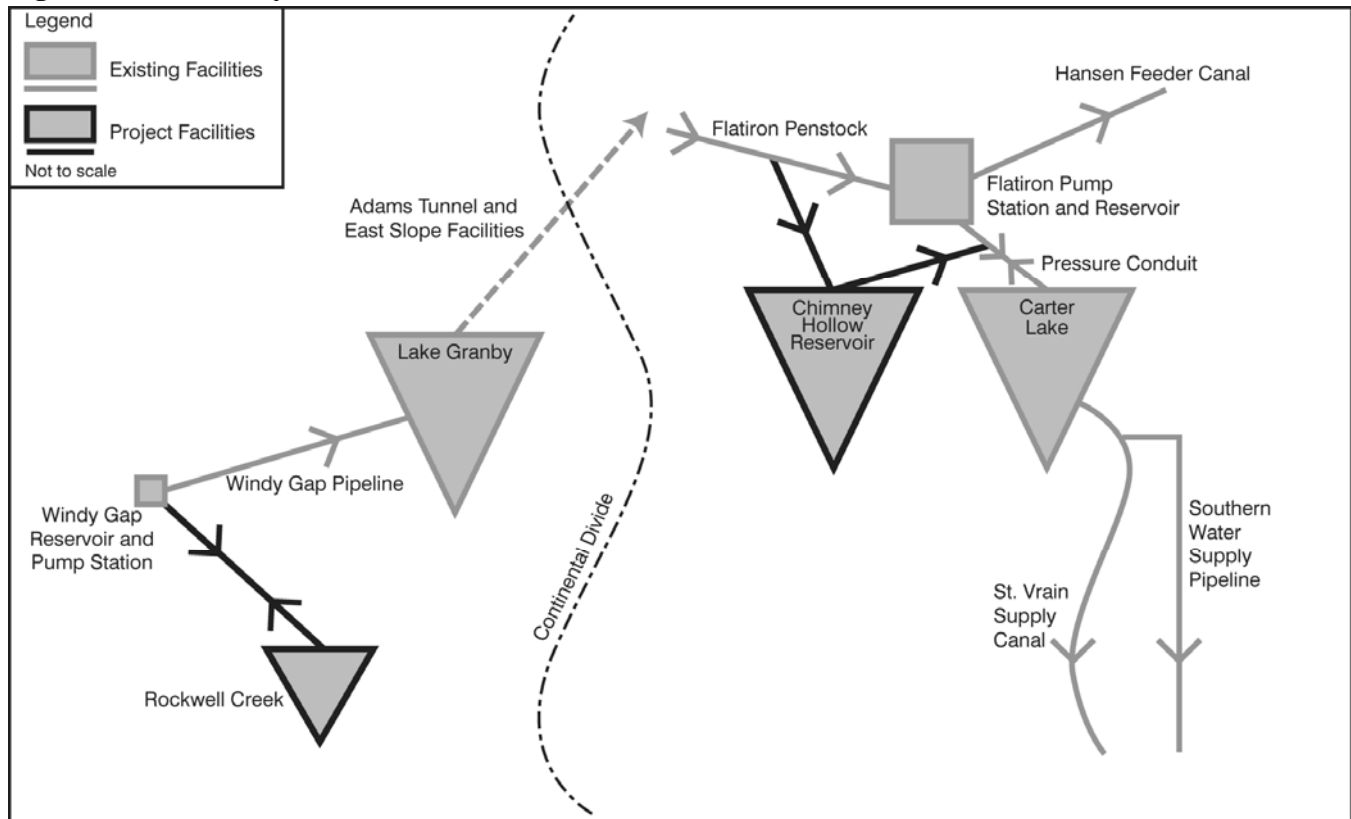 Legend
Existing Facilities
Project Facilities
Not to scale
Hansen Feeder Canal
Flatiron Penstock
Flatiron Pump
Station and Reservoir
Adams Tunnel and
East Slope Facilities
Pressure Conduit
Chimney
Hollow
Reservoir
Carter
Lake
Lake Granby
Windy Gap Pipeline
Windy Gap
Reservoir and
Pump Station
Continental Divide
Southern
Water
Supply
Pipeline
St. Vrain
Supply
Canal
Rockwell Creek